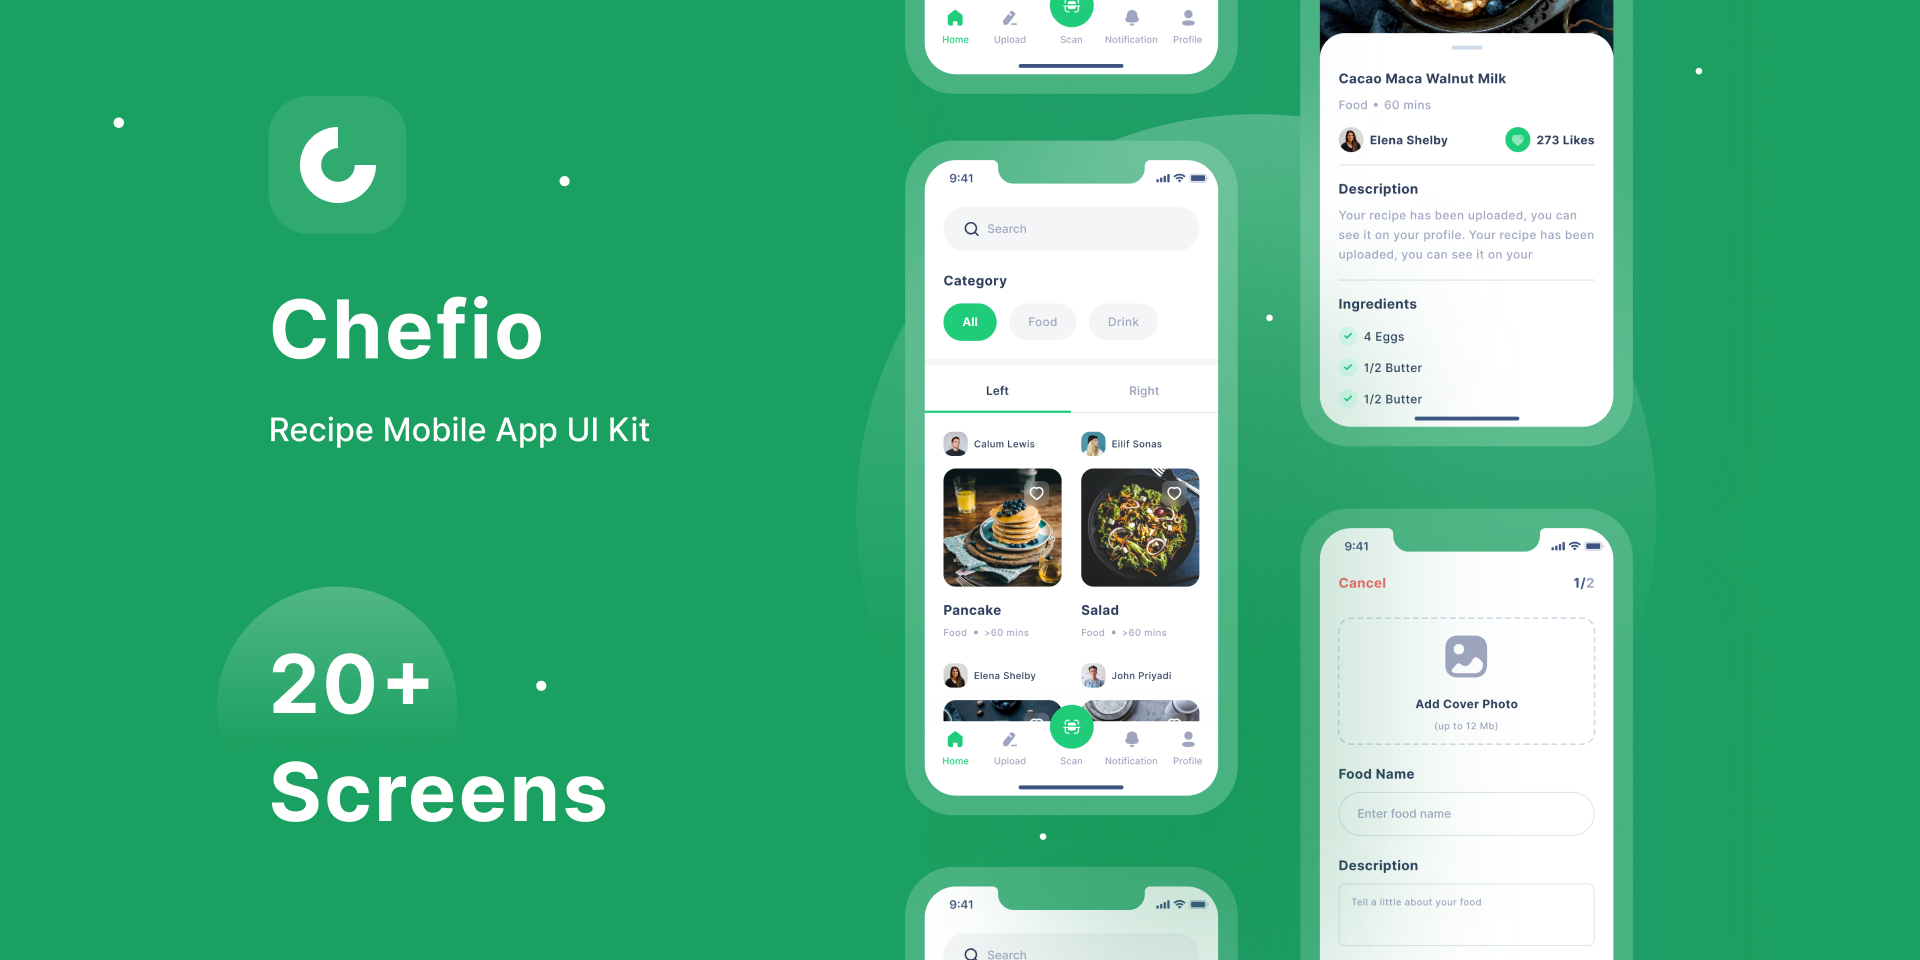 Chefio
Recipe Mobile App UI Kit
20+
Screens
Home
Upload
Scan
Notification
Profile
9:41
Search
Category
All
Food
Drink
Left
Right
Calum Lewis
Eilif Sonas
Pancake
Salad
Food • >60 mins
Food • >60 mins
Elena Shelby
John Priyadi
Home
Upload
Scan
Notification
Profile
9:41
Search
Cacao Maca Walnut Milk
Food • 60 mins
Elena Shelby
273 Likes
Description
Your recipe has been uploaded, you can
see it on your profile. Your recipe has been
uploaded, you can see it on your
Ingredients
4 Eggs
1/2 Butter
1/2 Butter
9:41
Cancel
1/2
Add Cover Photo
(up to 12 Mb)
Food Name
Enter food name
Description
Tell a little about your food